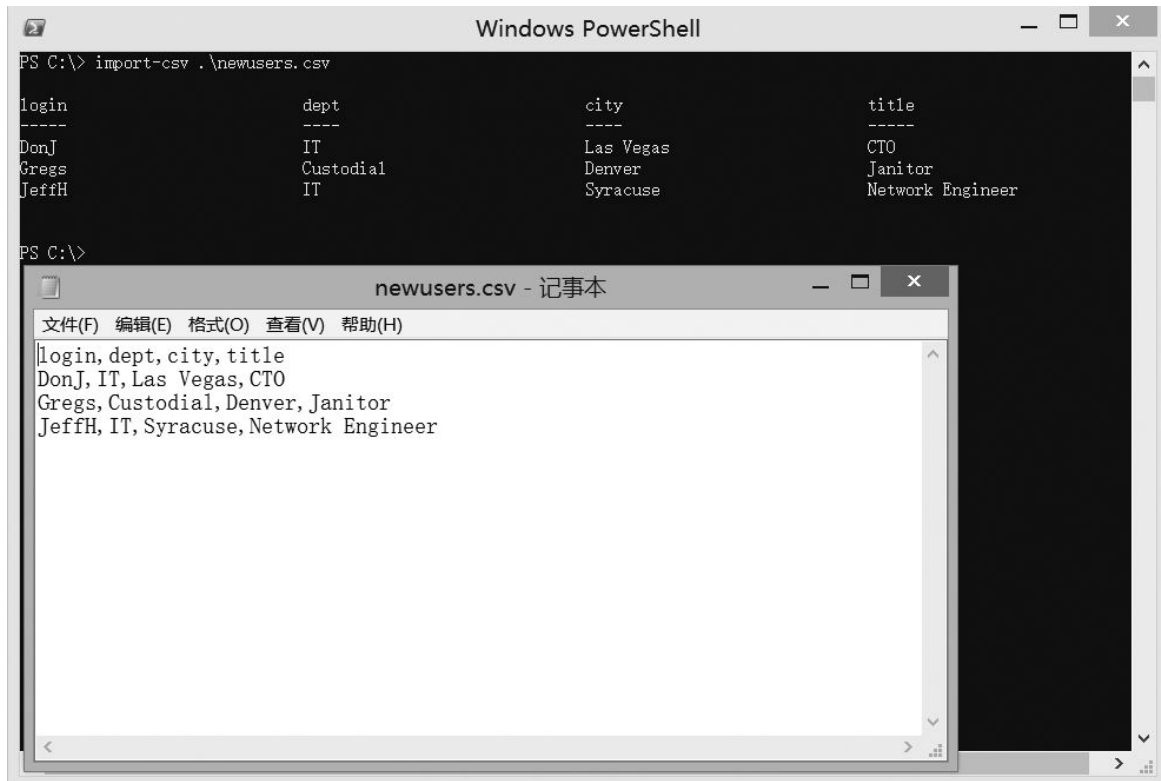 Windows PowerShell
PS C:\> import-csv .\newusers.csv
login dept city title
----- ---- ---- -----
DonJ IT Las Vegas CTO
Gregs Custodial Denver Janitor
JeffH IT Syracuse Network Engineer
PS C:\>
newusers.csv - 记事本
文件(F) 编辑(E) 格式(O) 查看(V) 帮助(H)
login,dept,city,title
DonJ,IT,Las Vegas,CTO
Gregs,Custodial,Denver,Janitor
JeffH,IT,Syracuse,Network Engineer